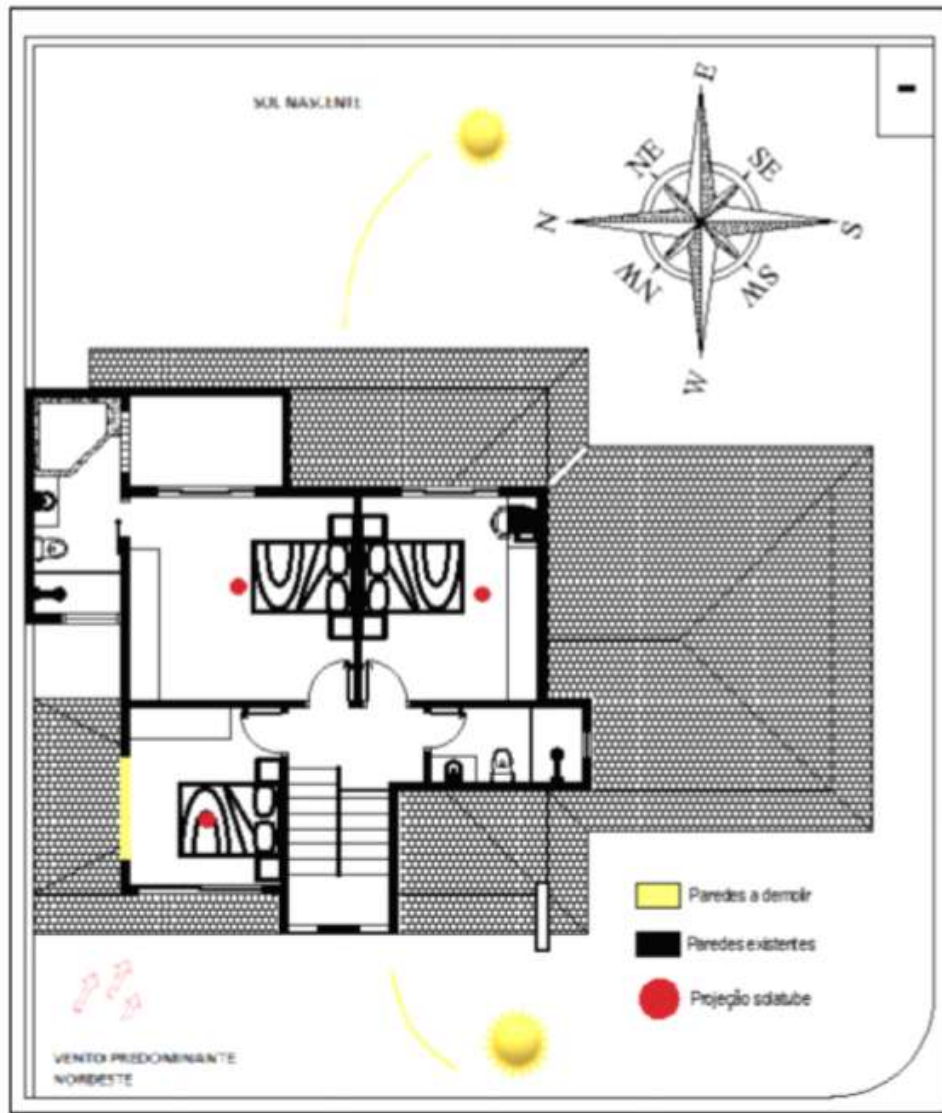 SOL NASCENTE
E
NE
SE
N
S
NW
SW
W
Paredes a demolir
Paredes existentes
Projeção solatube
VENTO PREDOMINANTE
NORDESTE